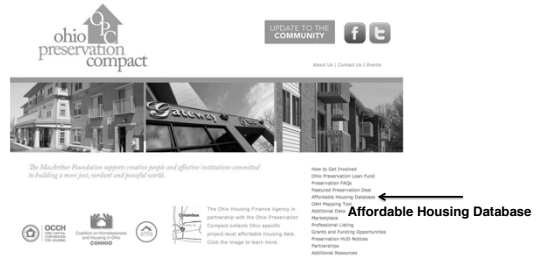 ohio
OPC
preservation
compact
UPDATE TO THE
COMMUNITY
f t
About Us | Contact Us | Events
Gateway
The MacArthur Foundation supports creative people and effective institutions committed
to building a more just, verdant and peaceful world.
How to Get Involved
Ohio Preservation Loan Fund
Preservation FAQs
Featured Preservation Deal
Affordable Housing Database
OAH Mapping Tool
Additional Data
Marketplace
Professional Listing
Grants and Funding Opportunities
Preservation HUD Notices
Partnerships
Additional Resources
Affordable Housing Database
OCCH
Coalition on Homelessness
and Housing in Ohio
COHHIO
Columbus
The Ohio Housing Finance Agency in
partnership with the Ohio Preservation
Compact collects Ohio specific
project-level affordable housing data.
Click the image to learn more.